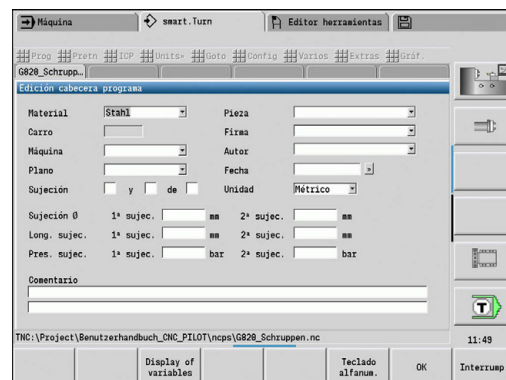 Máquina smart.Turn Editor herramientas
Prog Pretn ICP Units» Goto Config Varios Extras Gráf.
G820_Schrupp…
Edición cabecera programa
Material Stahl Pieza
Carro Firma
Máquina Autor
Plano Fecha »
Sujeción y de Unidad Métrico
Sujeción Ø 1ª sujec. mm 2ª sujec. mm
Long. sujec. 1ª sujec. mm 2ª sujec. mm
Pres. sujec. 1ª sujec. bar 2ª sujec. bar
Comentario
T
TNC:\Project\Benutzerhandbuch_CNC_PILOT\ncps\G820_Schruppen.nc
11:49
Display of variables
Teclado alfanum.
OK
Interrump